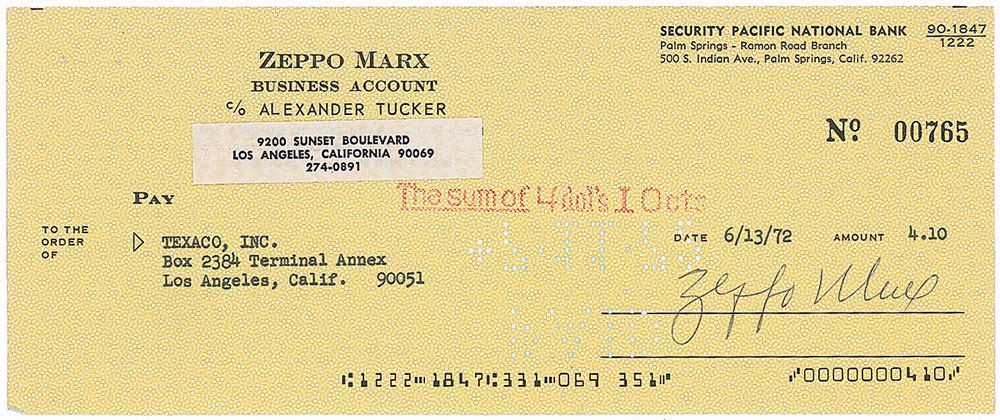 SECURITY PACIFIC NATIONAL BANK
Palm Springs - Ramon Road Branch
500 S. Indian Ave., Palm Springs, Calif. 92262
90-1847
1222
ZEPPO MARX
BUSINESS ACCOUNT
c/o ALEXANDER TUCKER
9200 SUNSET BOULEVARD
LOS ANGELES, CALIFORNIA 90069
274-0891
Nº 00765
PAY
The sum of 4 dol's 10 cts
TO THE
ORDER
OF
TEXACO, INC.
Box 2384 Terminal Annex
Los Angeles, Calif. 90051
DATE 6/13/72 AMOUNT 4.10
Zeppo Marx
⑆1222⑉1847⑆331⑉069 351⑈ ⑇0000000410⑇